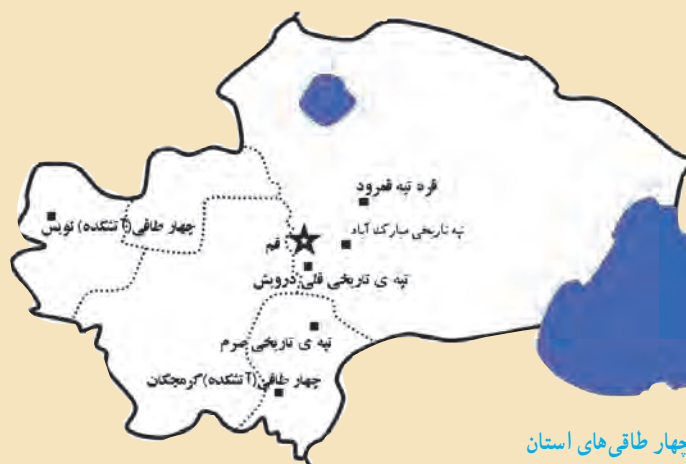 قره تپه قمرود
چهار طاقی(آتشکده) نویس
تپه تاریخی مبارک آباد
قم
تپه ی تاریخی قلی درویش
تپه ی تاریخی صرم
چهار طاقی(آتشکده)کرمجگان
چهار طاقی‌های استان